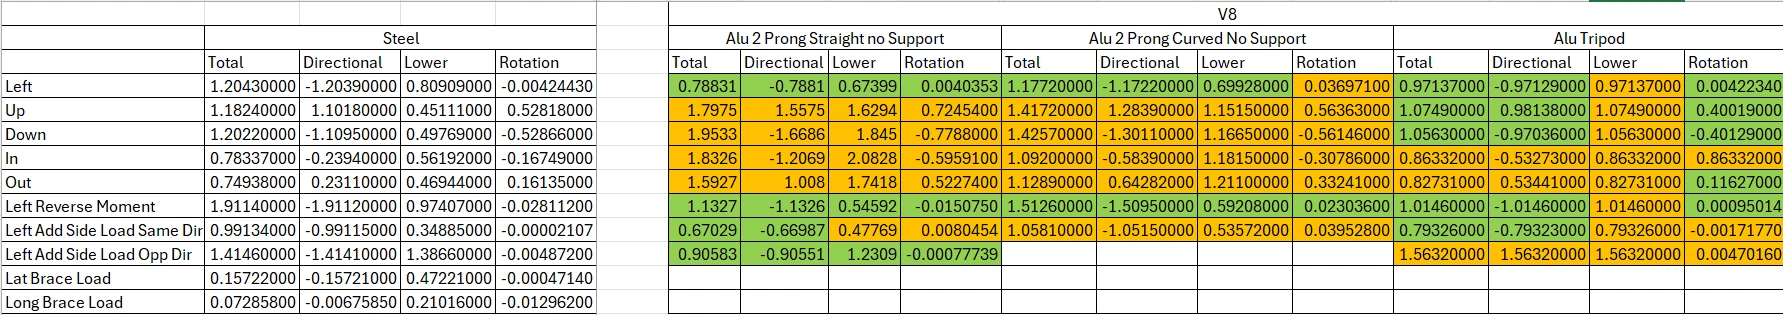 V8
Steel Alu 2 Prong Straight no Support Alu 2 Prong Curved No Support Alu Tripod
Total Directional Lower Rotation Total Directional Lower Rotation Total Directional Lower Rotation Total Directional Lower Rotation
Left 1.20430000 -1.20390000 0.80909000 -0.00424430 0.78831 -0.7881 0.67399 0.0040353 1.17720000 -1.17220000 0.69928000 0.03697100 0.97137000 -0.97129000 0.97137000 0.00422340
Up 1.18240000 1.10180000 0.45111000 0.52818000 1.7975 1.5575 1.6294 0.7245400 1.41720000 1.28390000 1.15150000 0.56363000 1.07490000 0.98138000 1.07490000 0.40019000
Down 1.20220000 -1.10950000 0.49769000 -0.52866000 1.9533 -1.6686 1.845 -0.7788000 1.42570000 -1.30110000 1.16650000 -0.56146000 1.05630000 -0.97036000 1.05630000 -0.40129000
In 0.78337000 -0.23940000 0.56192000 -0.16749000 1.8326 -1.2069 2.0828 -0.5959100 1.09200000 -0.58390000 1.18150000 -0.30786000 0.86332000 -0.53273000 0.86332000 0.86332000
Out 0.74938000 0.23110000 0.46944000 0.16135000 1.5927 1.008 1.7418 0.5227400 1.12890000 0.64282000 1.21100000 0.33241000 0.82731000 0.53441000 0.82731000 0.11627000
Left Reverse Moment 1.91140000 -1.91120000 0.97407000 -0.02811200 1.1327 -1.1326 0.54592 -0.0150750 1.51260000 -1.50950000 0.59208000 0.02303600 1.01460000 -1.01460000 1.01460000 0.00095014
Left Add Side Load Same Dir 0.99134000 -0.99115000 0.34885000 -0.00002107 0.67029 -0.66987 0.47769 0.0080454 1.05810000 -1.05150000 0.53572000 0.03952800 0.79326000 -0.79323000 0.79326000 -0.00171770
Left Add Side Load Opp Dir 1.41460000 -1.41410000 1.38660000 -0.00487200 0.90583 -0.90551 1.2309 -0.00077739 1.56320000 1.56320000 1.56320000 0.00470160
Lat Brace Load 0.15722000 -0.15721000 0.47221000 -0.00047140
Long Brace Load 0.07285800 -0.00675850 0.21016000 -0.01296200